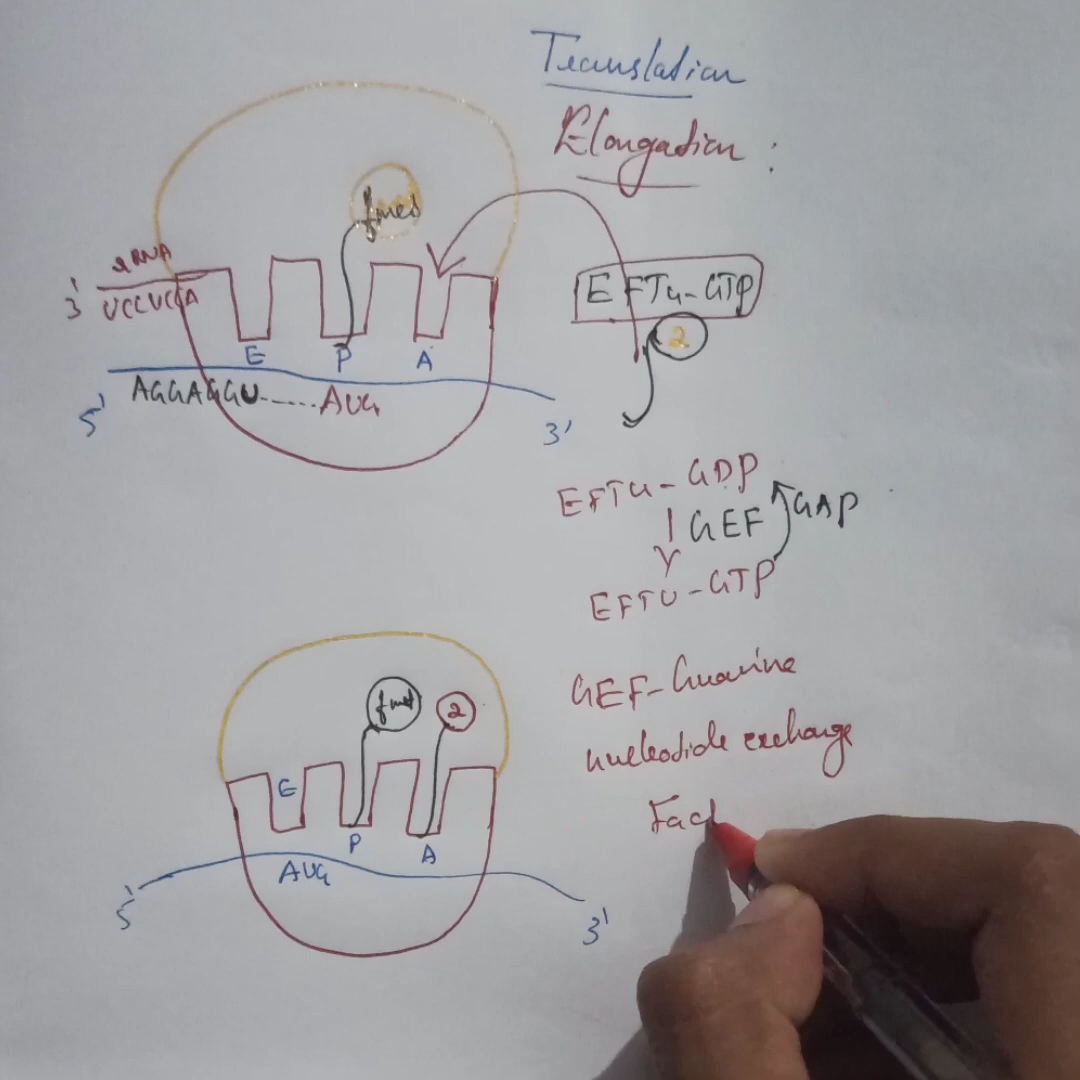 Translation
Elongation :
fmet
rRNA
3'
UCCUCCA
EFTu-GTP
2
E P A
AGGAGGU......AUG
5'
3'
EFTu-GDP
GEF
GAP
EFTU-GTP
fmet
2
GEF-Guanine
nucleotide exchange
Fact
E
P
A
AUG
5'
3'